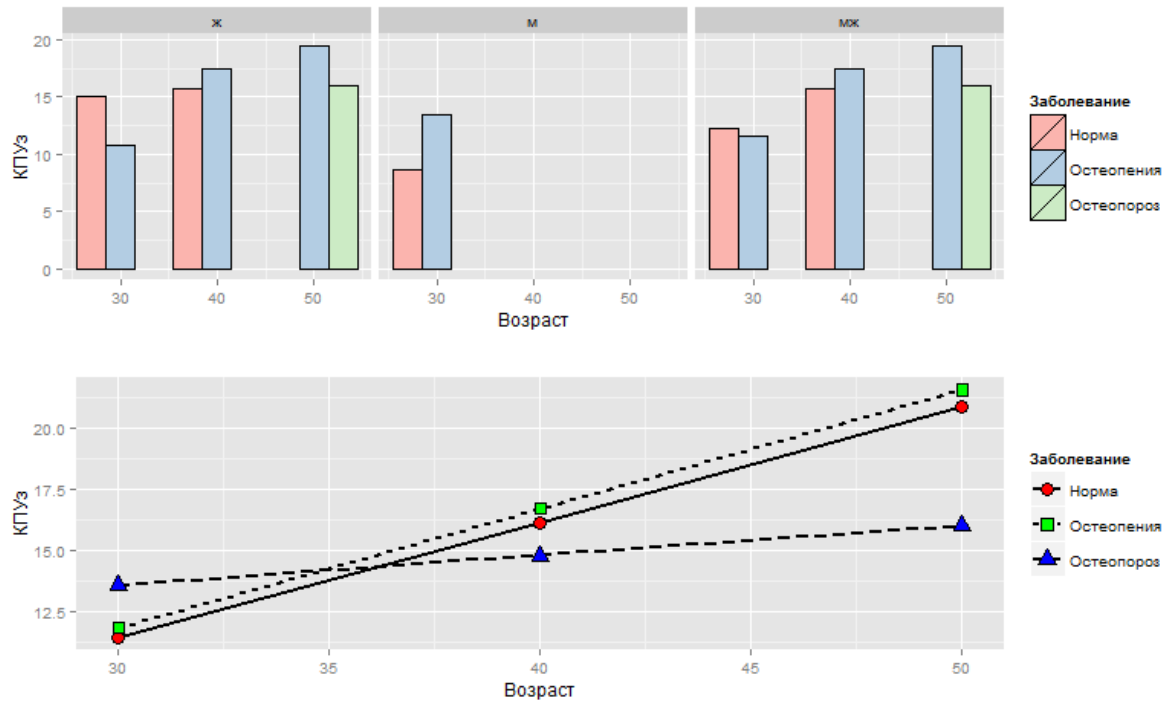 ж м мж
20
15
10
5
0
КПУз
30 40 50 30 40 50 30 40 50
Возраст
Заболевание
Норма
Остеопения
Остеопороз
20.0
17.5
15.0
12.5
КПУз
30 35 40 45 50
Возраст
Заболевание
Норма
Остеопения
Остеопороз